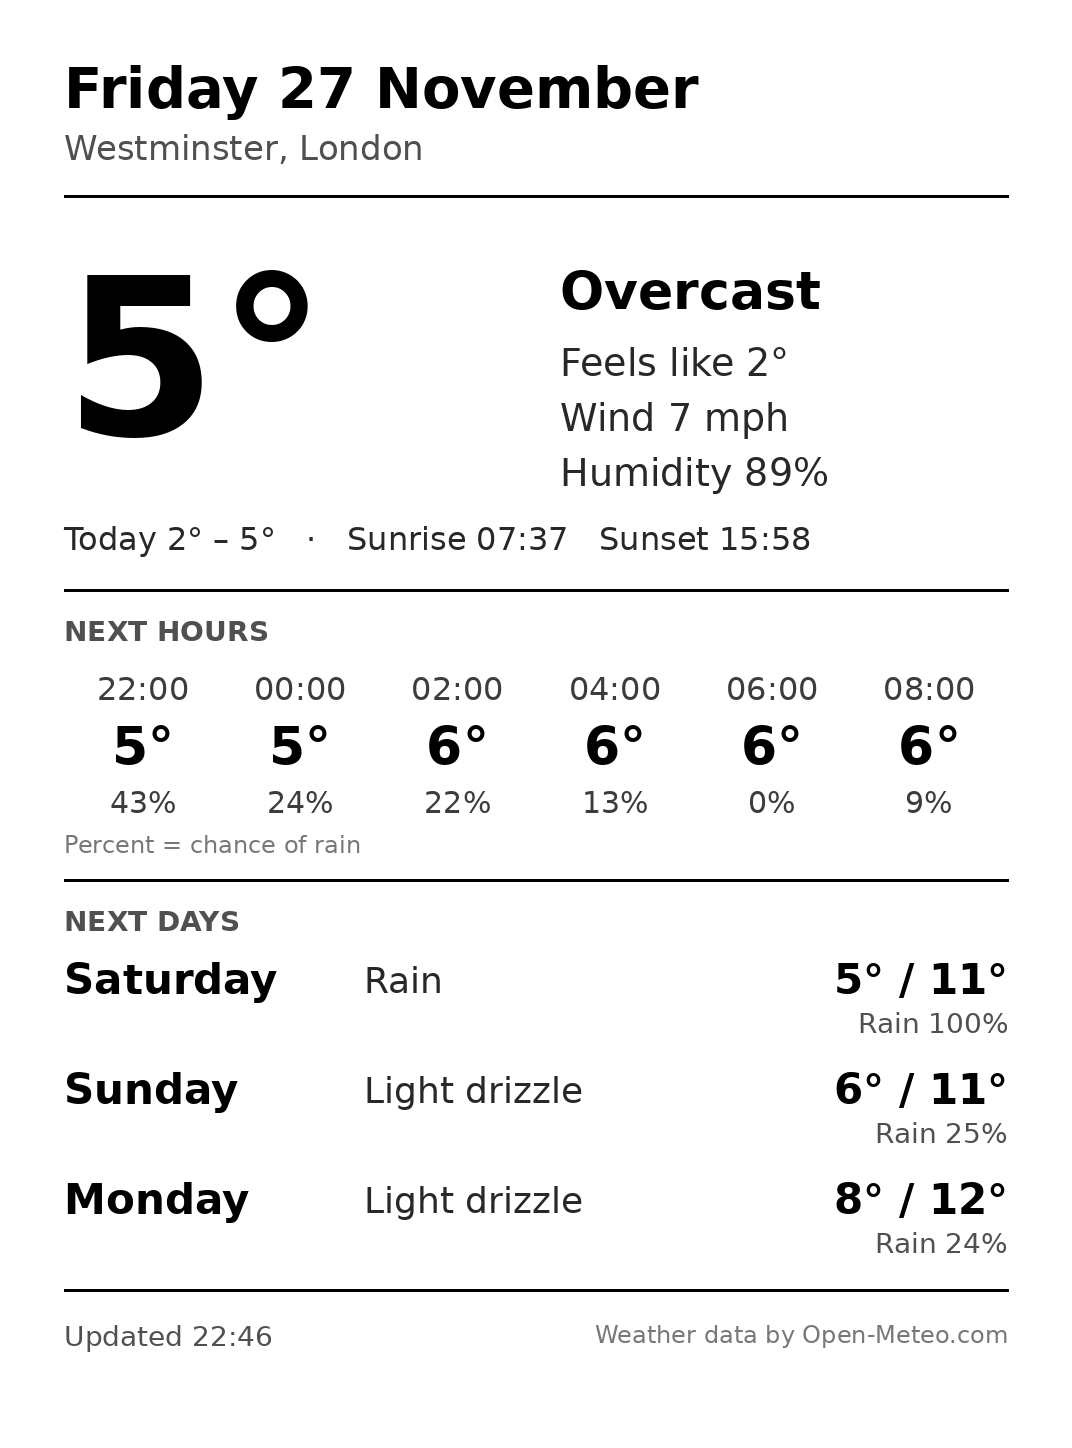 Friday 27 November
Westminster, London
5°
Overcast
Feels like 2°
Wind 7 mph
Humidity 89%
Today 2° – 5° · Sunrise 07:37 Sunset 15:58
NEXT HOURS
22:00 00:00 02:00 04:00 06:00 08:00
5° 5° 6° 6° 6° 6°
43% 24% 22% 13% 0% 9%
Percent = chance of rain
NEXT DAYS
Saturday Rain 5° / 11°
Rain 100%
Sunday Light drizzle 6° / 11°
Rain 25%
Monday Light drizzle 8° / 12°
Rain 24%
Updated 22:46 Weather data by Open-Meteo.com